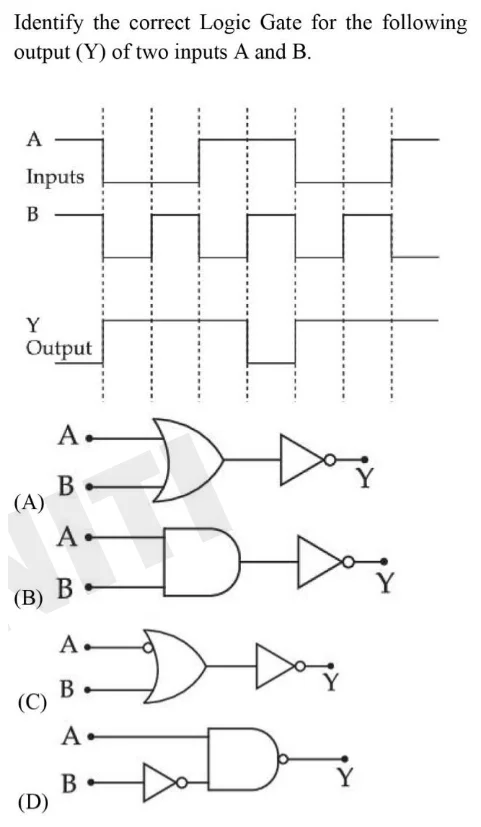 Identify the correct Logic Gate for the following
output (Y) of two inputs A and B.
A
Inputs
B
Y
Output
A
B
Y
(A)
A
B
Y
(B)
A
B
Y
(C)
A
B
Y
(D)